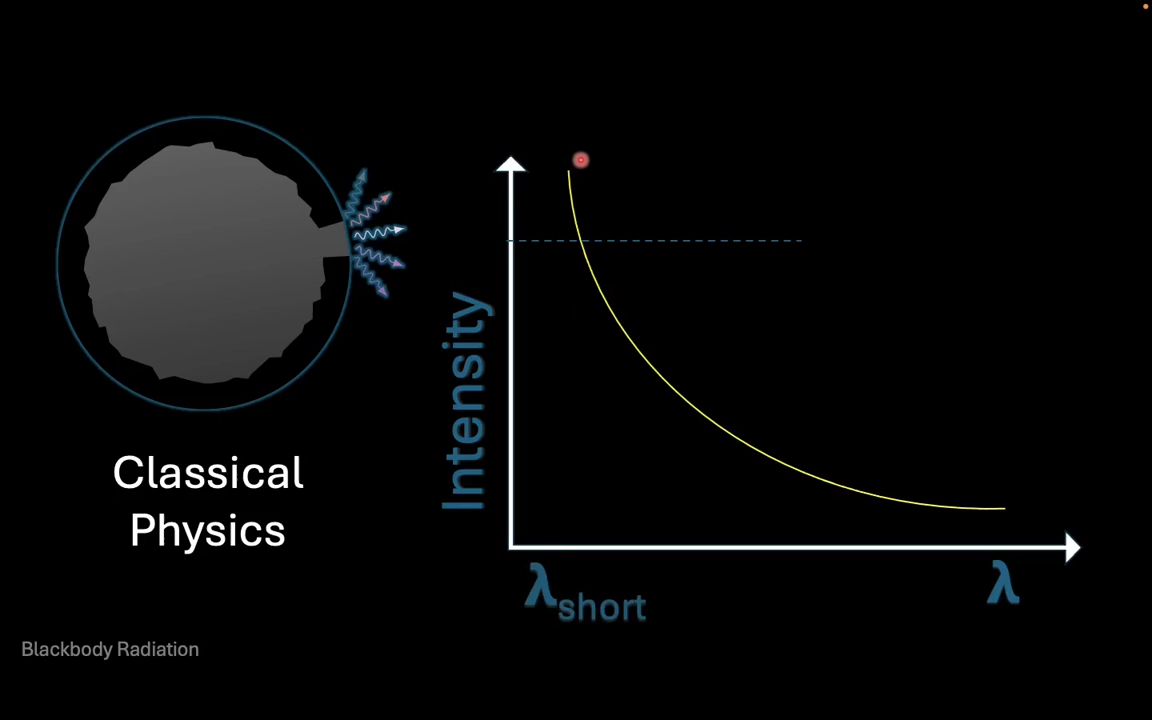 Classical
Physics
Intensity
λshort
λ
Blackbody Radiation